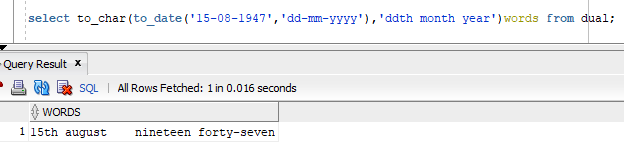 select to_char(to_date('15-08-1947','dd-mm-yyyy'),'ddth month year')words from dual;
Query Result x
SQL | All Rows Fetched: 1 in 0.016 seconds
WORDS
1 15th august    nineteen forty-seven